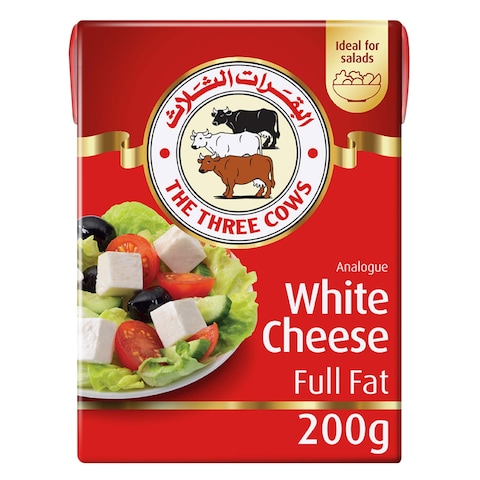 Ideal for
salads
البقرات الثلاث
THE THREE COWS
Analogue
White
Cheese
Full Fat
200g